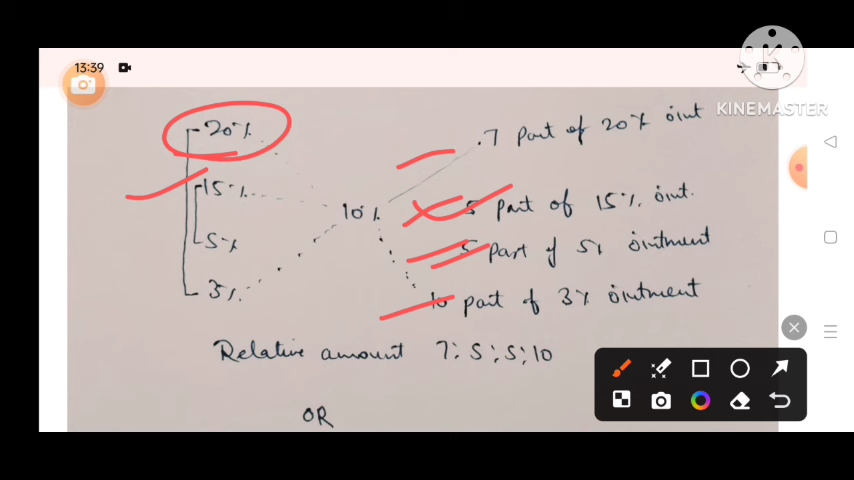 13:39
KINEMASTER
20%
7 part of 20% oint
15%
10%
5 part of 15% oint.
5%
5 part of 5% ointment
3%
10 part of 3% ointment
Relative amount 7:5:5:10
OR